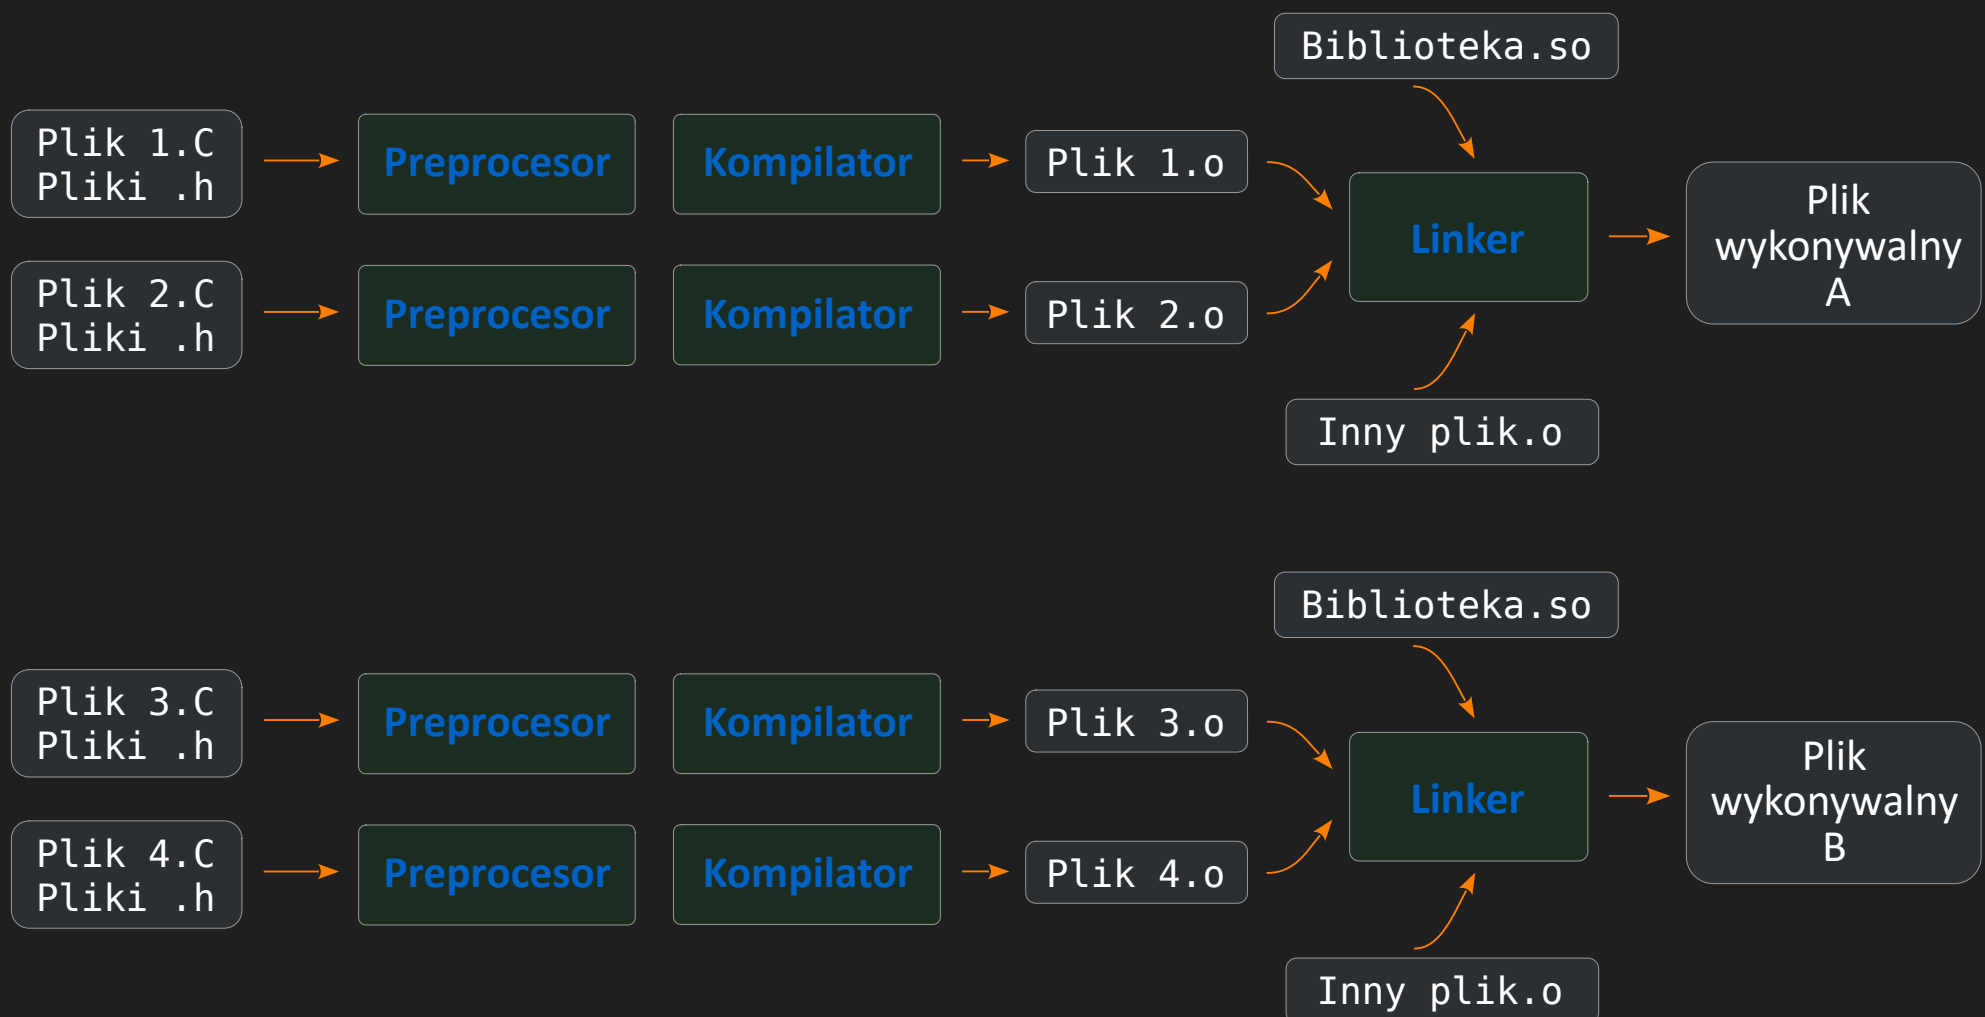 Biblioteka.so
Plik 1.C
Pliki .h
Preprocesor
Kompilator
Plik 1.o
Linker
Plik
wykonywalny
A
Plik 2.C
Pliki .h
Preprocesor
Kompilator
Plik 2.o
Inny plik.o
Biblioteka.so
Plik 3.C
Pliki .h
Preprocesor
Kompilator
Plik 3.o
Linker
Plik
wykonywalny
B
Plik 4.C
Pliki .h
Preprocesor
Kompilator
Plik 4.o
Inny plik.o